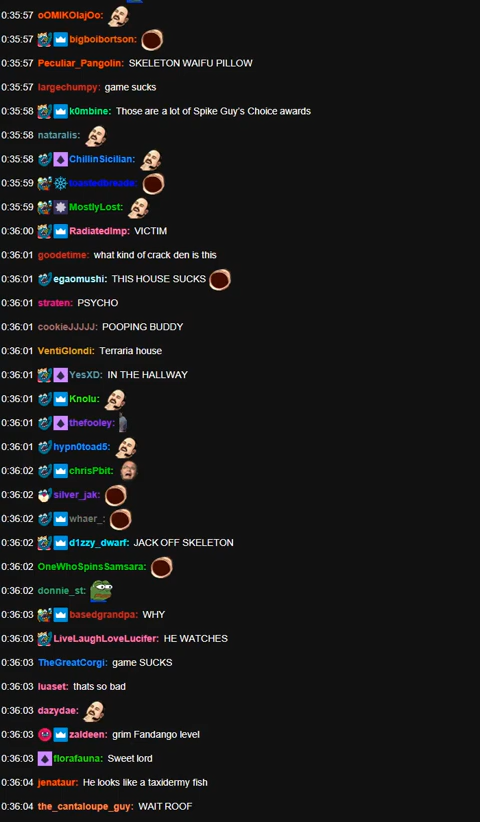 0:35:57 oOMIKOlajOo:
0:35:57 bigboibortson:
0:35:57 Peculiar_Pangolin: SKELETON WAIFU PILLOW
0:35:57 largechumpy: game sucks
0:35:58 k0mbine: Those are a lot of Spike Guy's Choice awards
0:35:58 nataralis:
0:35:58 ChillinSicilian:
0:35:59 toastedbreade:
0:35:59 MostlyLost:
0:36:00 RadiatedImp: VICTIM
0:36:01 goodetime: what kind of crack den is this
0:36:01 egaomushi: THIS HOUSE SUCKS
0:36:01 straten: PSYCHO
0:36:01 cookieJJJJJ: POOPING BUDDY
0:36:01 VentiGlondi: Terraria house
0:36:01 YesXD: IN THE HALLWAY
0:36:01 Knolu:
0:36:01 thefooley:
0:36:01 hypn0toad5:
0:36:02 chrisPbit:
0:36:02 silver_jak:
0:36:02 whaer_:
0:36:02 d1zzy_dwarf: JACK OFF SKELETON
0:36:02 OneWhoSpinsSamsara:
0:36:02 donnie_st:
0:36:03 basedgrandpa: WHY
0:36:03 LiveLaughLoveLucifer: HE WATCHES
0:36:03 TheGreatCorgi: game SUCKS
0:36:03 luaset: thats so bad
0:36:03 dazydae:
0:36:03 zaldeen: grim Fandango level
0:36:03 florafauna: Sweet lord
0:36:04 jenataur: He looks like a taxidermy fish
0:36:04 the_cantaloupe_guy: WAIT ROOF